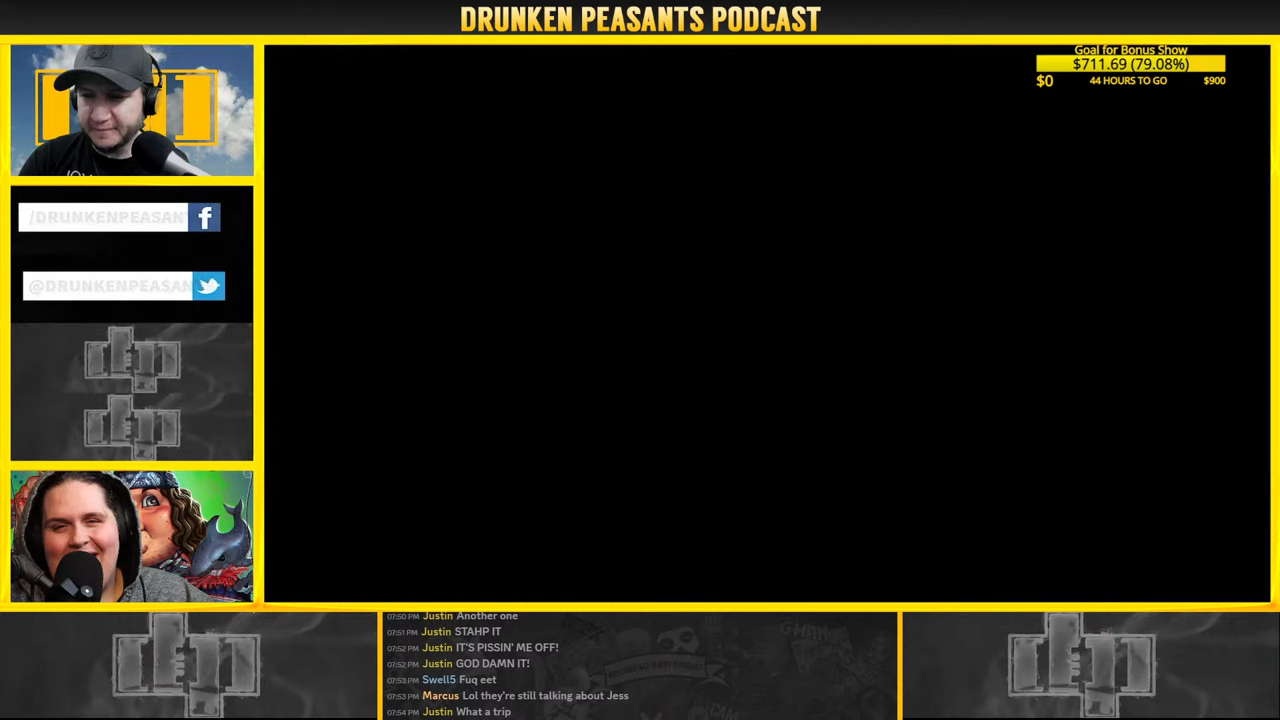 DRUNKEN PEASANTS PODCAST
Goal for Bonus Show
$711.69 (79.08%)
$0 44 HOURS TO GO $900
/DRUNKENPEASAN
@DRUNKENPEASAN
07:50 PM Justin Another one
07:51 PM Justin STAHP IT
07:52 PM Justin IT'S PISSIN' ME OFF!
07:52 PM Justin GOD DAMN IT!
07:53 PM Swell5 Fuq eet
07:53 PM Marcus Lol they're still talking about Jess
07:54 PM Justin What a trip